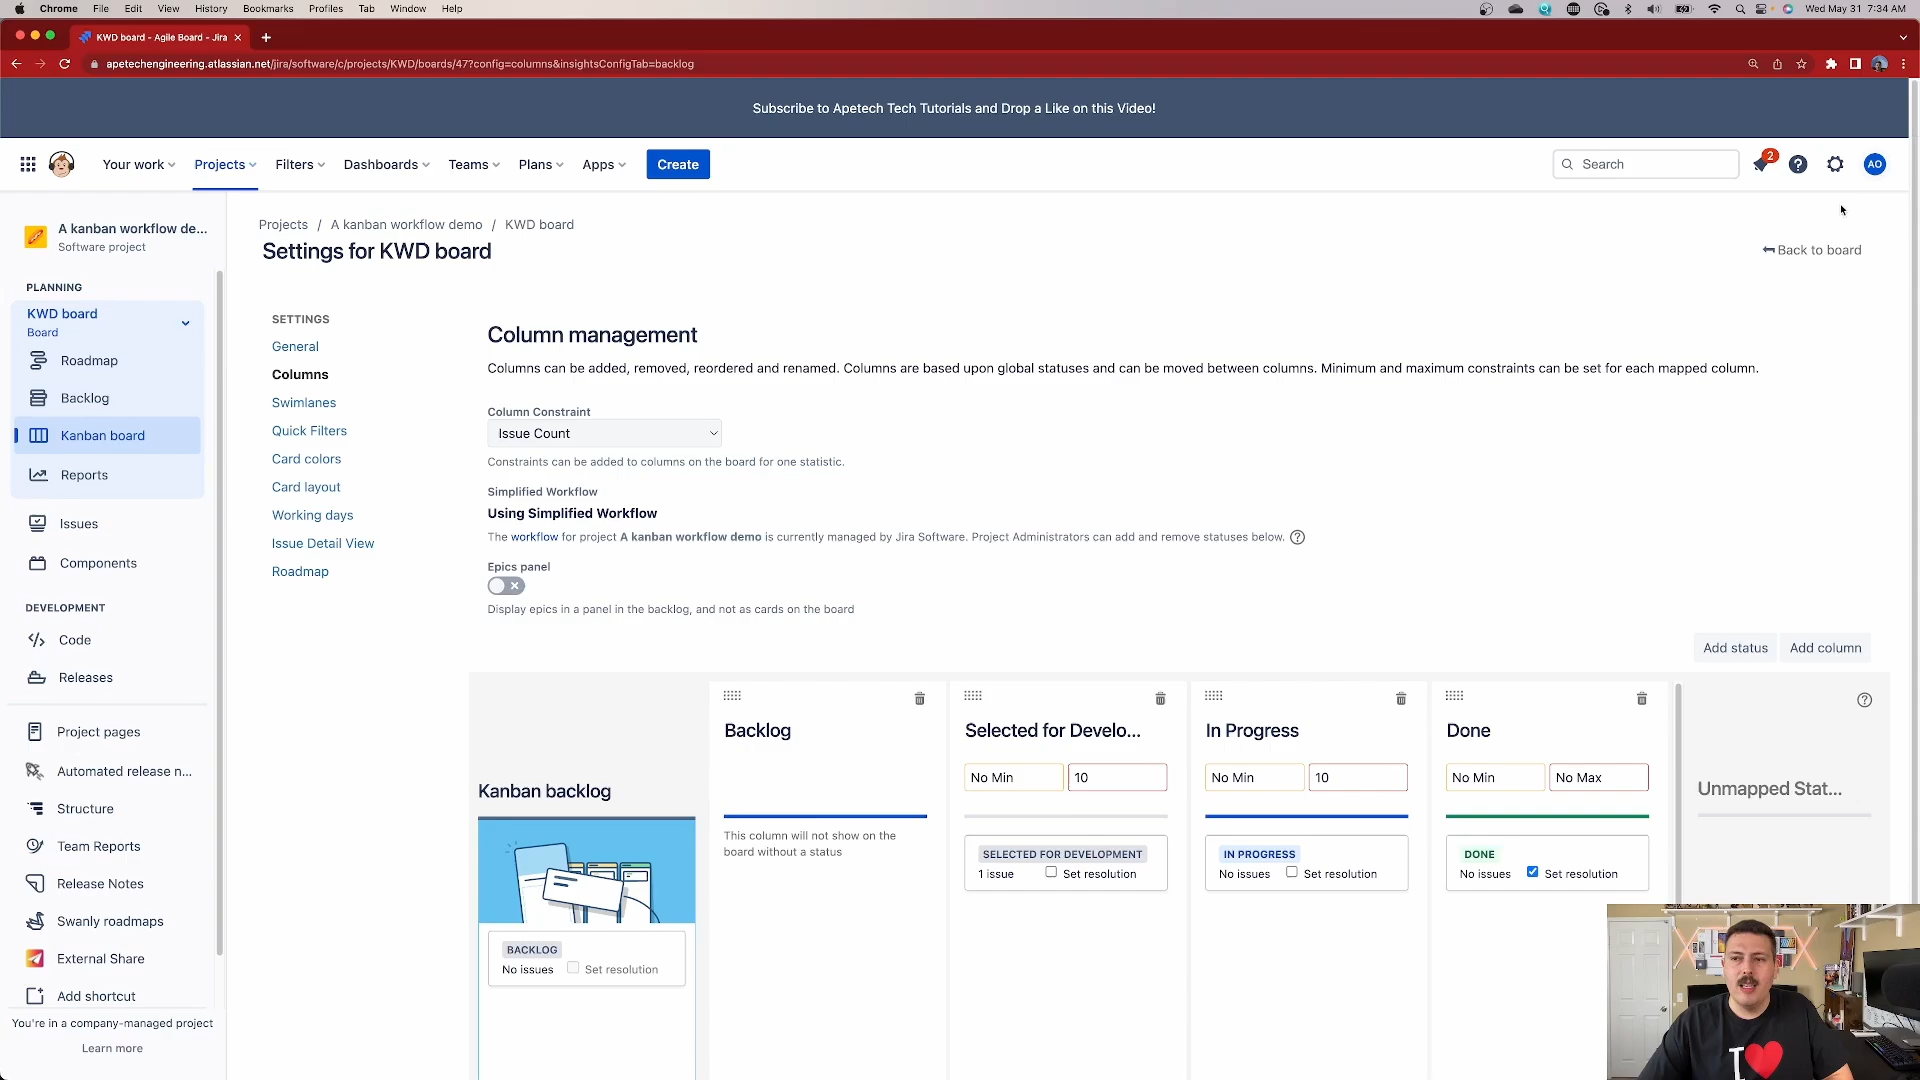 Chrome File Edit View History Bookmarks Profiles Tab Window Help
Wed May 31 7:34 AM
KWD board - Agile Board - Jira
apetechengineering.atlassian.net/jira/software/c/projects/KWD/boards/47?config=columns&insightsConfigTab=backlog
Subscribe to Apetech Tech Tutorials and Drop a Like on this Video!
Your work Projects Filters Dashboards Teams Plans Apps Create
Search
2
AO
A kanban workflow de...
Software project
PLANNING
KWD board
Board
Roadmap
Backlog
Kanban board
Reports
Issues
Components
DEVELOPMENT
Code
Releases
Project pages
Automated release n...
Structure
Team Reports
Release Notes
Swanly roadmaps
External Share
Add shortcut
You're in a company-managed project
Learn more
Projects / A kanban workflow demo / KWD board
Settings for KWD board
Back to board
SETTINGS
General
Columns
Swimlanes
Quick Filters
Card colors
Card layout
Working days
Issue Detail View
Roadmap
Column management
Columns can be added, removed, reordered and renamed. Columns are based upon global statuses and can be moved between columns. Minimum and maximum constraints can be set for each mapped column.
Column Constraint
Issue Count
Constraints can be added to columns on the board for one statistic.
Simplified Workflow
Using Simplified Workflow
The workflow for project A kanban workflow demo is currently managed by Jira Software. Project Administrators can add and remove statuses below.
Epics panel
Display epics in a panel in the backlog, and not as cards on the board
Add status
Add column
Kanban backlog
BACKLOG
No issues Set resolution
Backlog
This column will not show on the
board without a status
Selected for Develo...
No Min 10
SELECTED FOR DEVELOPMENT
1 issue Set resolution
In Progress
No Min 10
IN PROGRESS
No issues Set resolution
Done
No Min No Max
DONE
No issues Set resolution
Unmapped Stat...
I